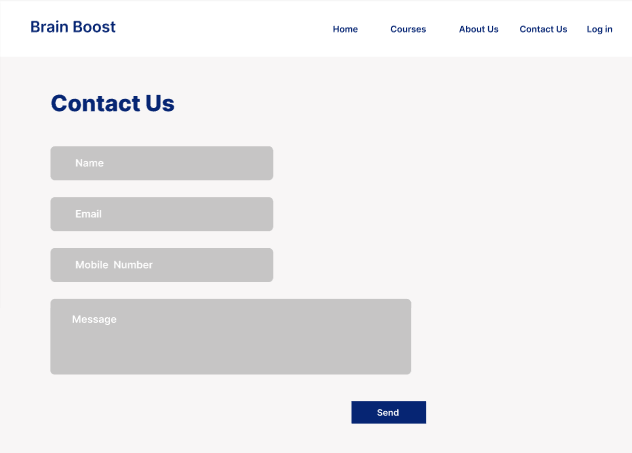 Brain Boost
Home Courses About Us Contact Us Log in
Contact Us
Name
Email
Mobile Number
Message
Send